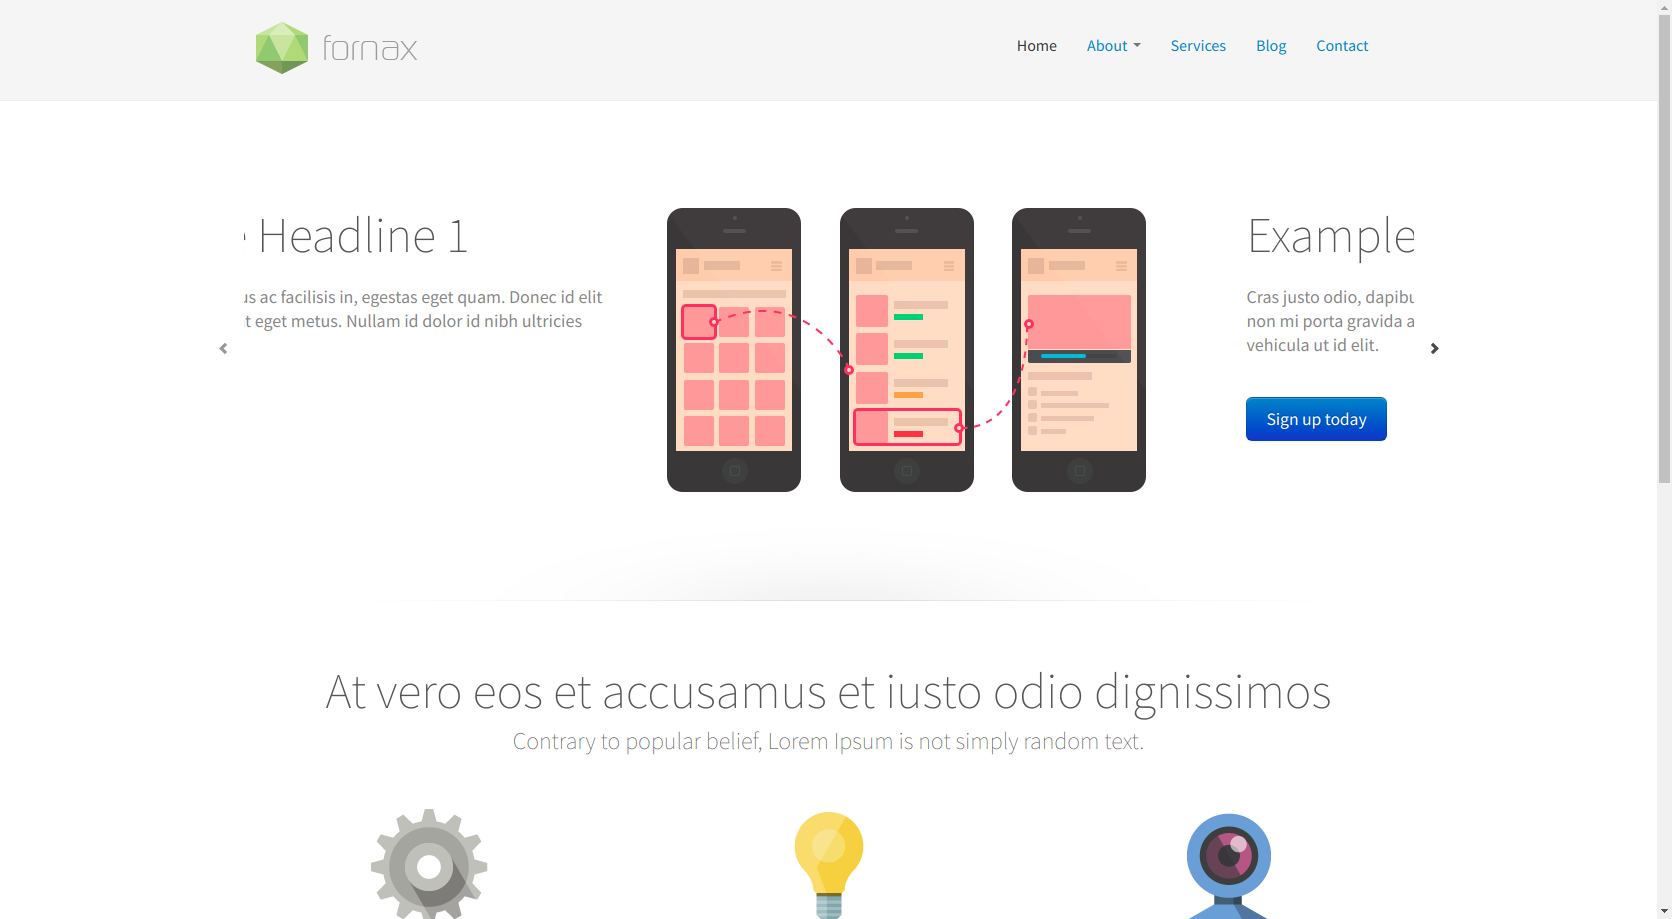 fornax
Home
About
Services
Blog
Contact
Headline 1
ac facilisis in, egestas eget quam. Donec id elit
t eget metus. Nullam id dolor id nibh ultricies
Example
Cras justo odio, dapibu
non mi porta gravida a
vehicula ut id elit.
Sign up today
At vero eos et accusamus et iusto odio dignissimos
Contrary to popular belief, Lorem Ipsum is not simply random text.